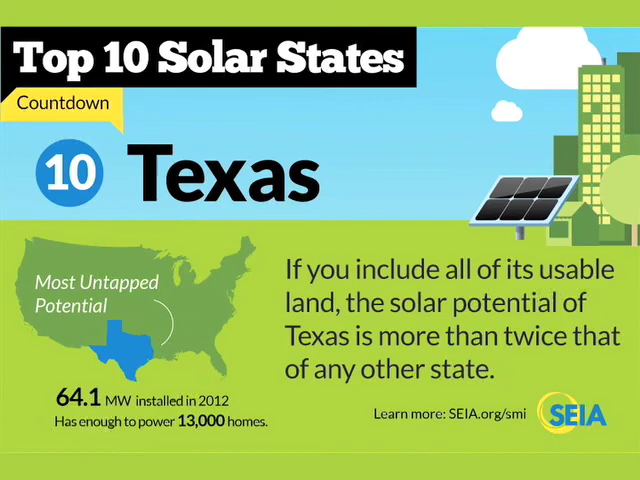 Top 10 Solar States
Countdown
10 Texas
Most Untapped
Potential
64.1 MW installed in 2012
Has enough to power 13,000 homes.
If you include all of its usable
land, the solar potential of
Texas is more than twice that
of any other state.
Learn more: SEIA.org/smi
SEIA